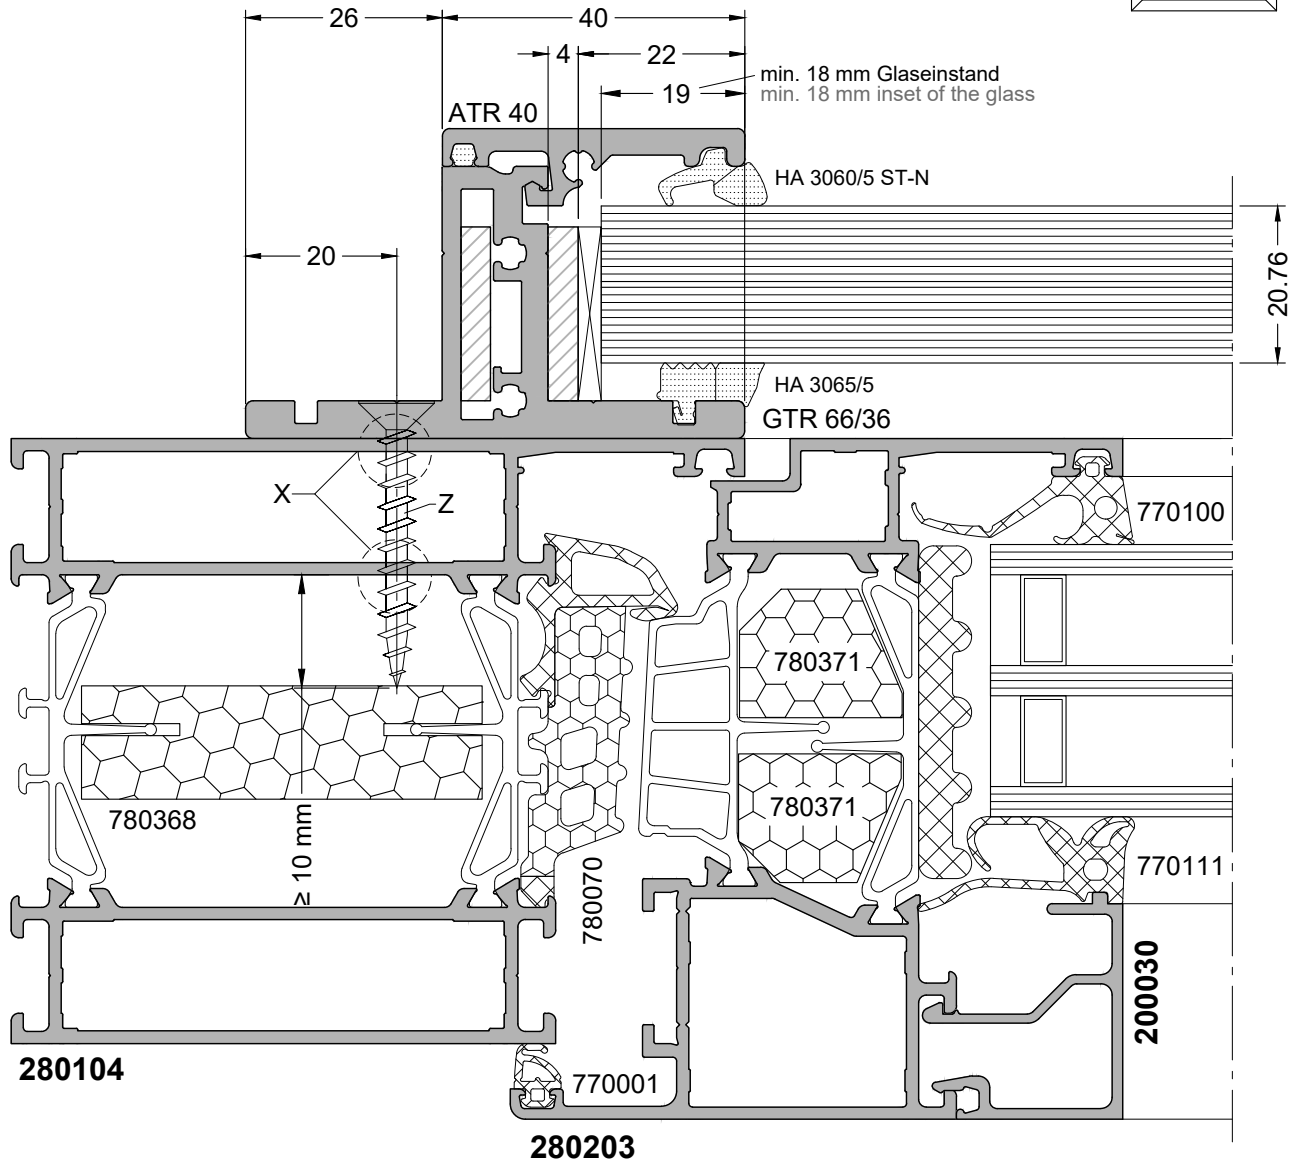 26
40
4
22
min. 18 mm Glaseinstand
19
min. 18 mm inset of the glass
ATR 40
HA 3060/5 ST-N
20
20.76
HA 3065/5
GTR 66/36
X
Z
770100
780371
780371
780368
≥ 10 mm
780070
770111
200030
280104
770001
280203